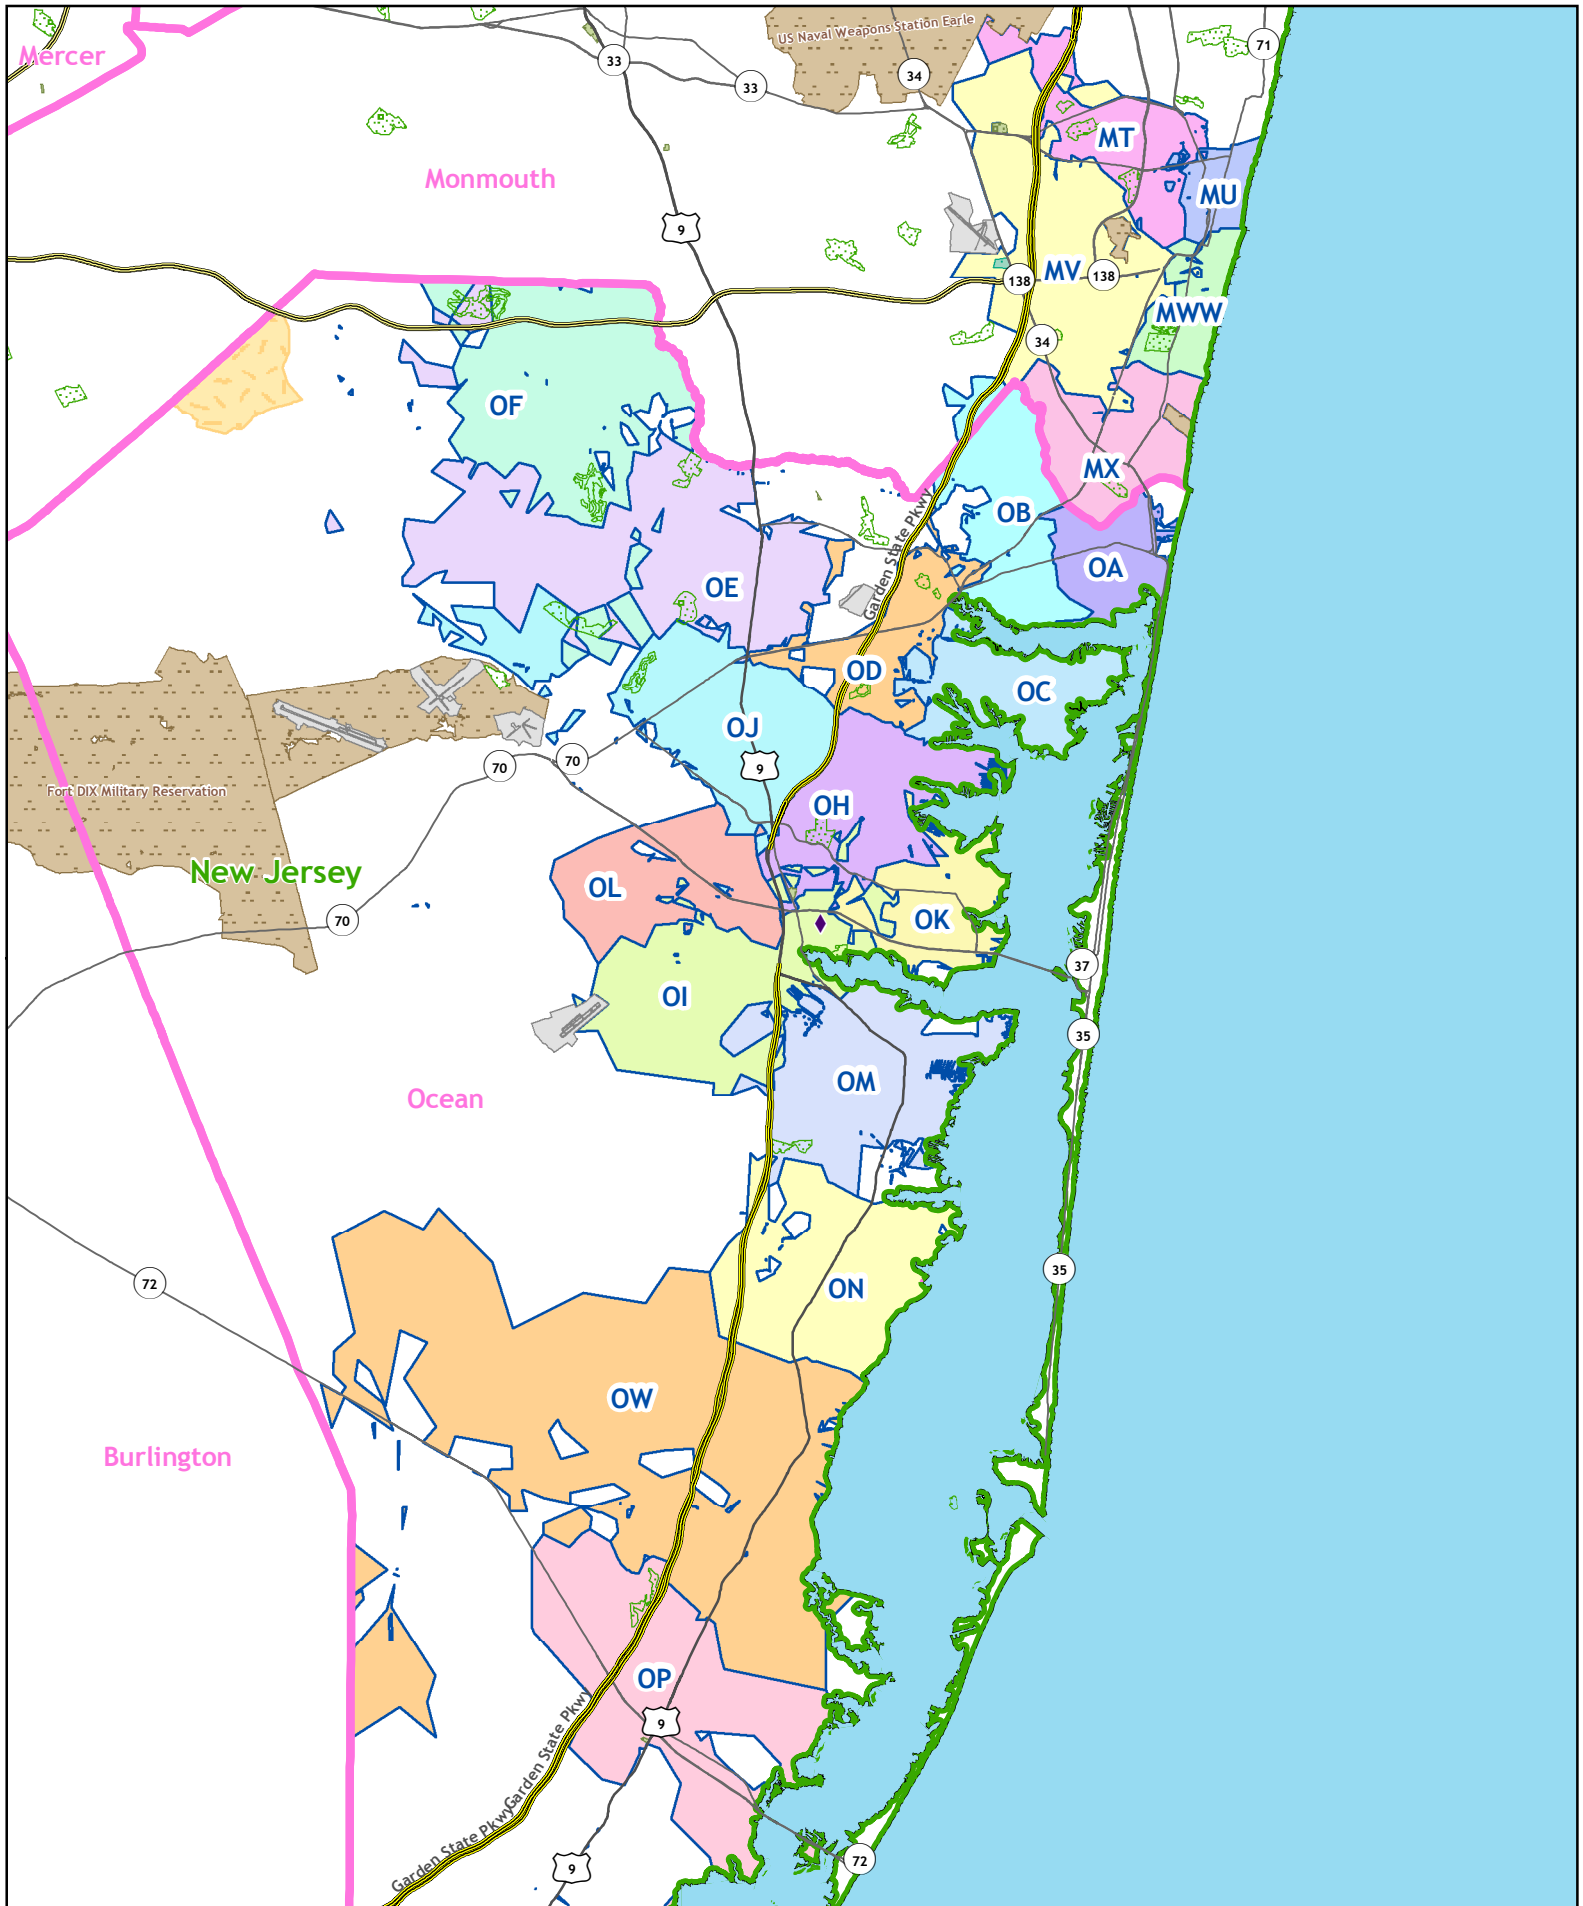 US Naval Weapons Station Earle
71
Mercer
33
34
33
MT
Monmouth
MU
9
MV
138
138
MWW
34
OF
MX
OB
Garden State Pkwy
OA
OE
OD
OC
OJ
9
70
70
Fort DIX Military Reservation
OH
New Jersey
OL
70
OK
37
OI
35
OM
Ocean
35
72
ON
OW
Burlington
OP
9
Garden State Pkwy
Garden State Pkwy
72
9